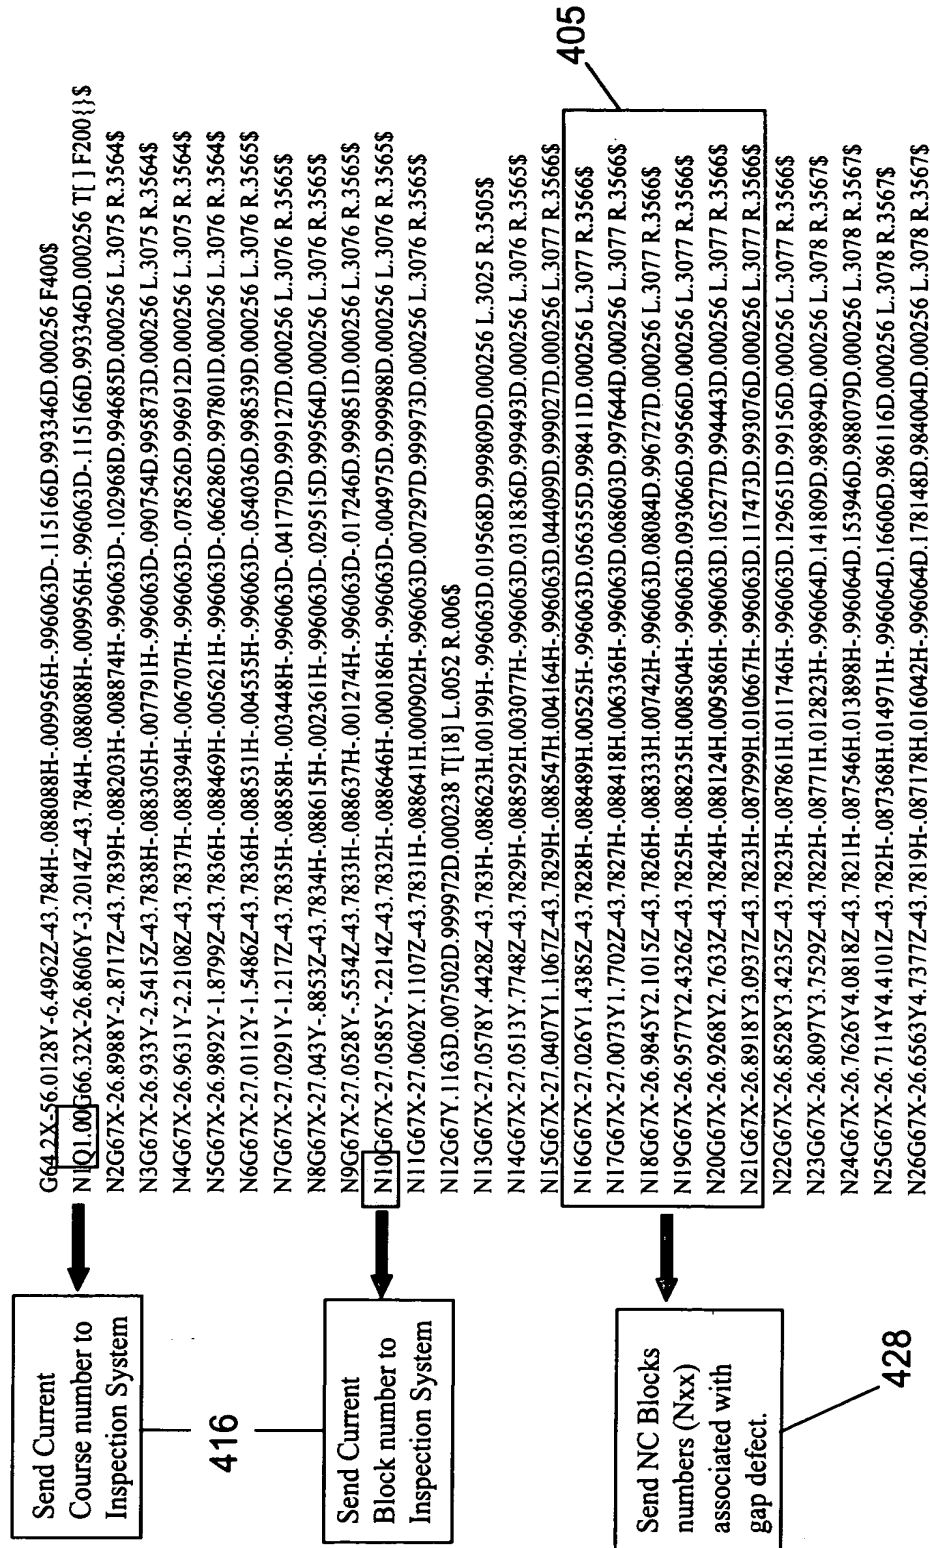 Send Current
Course number to
Inspection System
416
Send Current
Block number to
Inspection System
Send NC Blocks
numbers (Nxx)
associated with
gap defect.
428
G64.2X-56.0128Y-6.4962Z-43.784H-.088088H-.009956H-.996063D-.115166D.993346D.000256 F400$
N1Q1.00G66.32X-26.8606Y-3.2014Z-43.784H-.088088H-.009956H-.996063D-.115166D.993346D.000256 T[ ] F200{}$
N2G67X-26.8988Y-2.8717Z-43.7839H-.088203H-.008874H-.996063D-.102968D.994685D.000256 L.3075 R.3564$
N3G67X-26.933Y-2.5415Z-43.7838H-.088305H-.007791H-.996063D-.090754D.995873D.000256 L.3075 R.3564$
N4G67X-26.9631Y-2.2108Z-43.7837H-.088394H-.006707H-.996063D-.078526D.996912D.000256 L.3075 R.3564$
N5G67X-26.9892Y-1.8799Z-43.7836H-.088469H-.005621H-.996063D-.066286D.997801D.000256 L.3076 R.3564$
N6G67X-27.0112Y-1.5486Z-43.7836H-.088531H-.004535H-.996063D-.054036D.998539D.000256 L.3076 R.3565$
N7G67X-27.0291Y-1.217Z-43.7835H-.08858H-.003448H-.996063D-.041779D.999127D.000256 L.3076 R.3565$
N8G67X-27.043Y-.8853Z-43.7834H-.088615H-.002361H-.996063D-.029515D.999564D.000256 L.3076 R.3565$
N9G67X-27.0528Y-.5534Z-43.7833H-.088637H-.001274H-.996063D-.017246D.999851D.000256 L.3076 R.3565$
N10G67X-27.0585Y-.2214Z-43.7832H-.088646H-.000186H-.996063D-.004975D.999988D.000256 L.3076 R.3565$
N11G67X-27.0602Y.1107Z-43.7831H-.088641H.000902H-.996063D.007297D.999973D.000256 L.3076 R.3565$
N12G67Y.1163D.007502D.999972D.000238 T[18] L.0052 R.006$
N13G67X-27.0578Y.4428Z-43.783H-.088623H.00199H-.996063D.019568D.999809D.000256 L.3025 R.3505$
N14G67X-27.0513Y.7748Z-43.7829H-.088592H.003077H-.996063D.031836D.999493D.000256 L.3076 R.3565$
N15G67X-27.0407Y1.1067Z-43.7829H-.088547H.004164H-.996063D.044099D.999027D.000256 L.3077 R.3566$
N16G67X-27.026Y1.4385Z-43.7828H-.088489H.00525H-.996063D.056355D.998411D.000256 L.3077 R.3566$
N17G67X-27.0073Y1.7702Z-43.7827H-.088418H.006336H-.996063D.068603D.997644D.000256 L.3077 R.3566$
N18G67X-26.9845Y2.1015Z-43.7826H-.088333H.00742H-.996063D.08084D.996727D.000256 L.3077 R.3566$
N19G67X-26.9577Y2.4326Z-43.7825H-.088235H.008504H-.996063D.093066D.99566D.000256 L.3077 R.3566$
N20G67X-26.9268Y2.7633Z-43.7824H-.088124H.009586H-.996063D.105277D.994443D.000256 L.3077 R.3566$
N21G67X-26.8918Y3.0937Z-43.7823H-.087999H.010667H-.996063D.117473D.993076D.000256 L.3077 R.3566$
N22G67X-26.8528Y3.4235Z-43.7823H-.087861H.011746H-.996063D.129651D.99156D.000256 L.3077 R.3566$
N23G67X-26.8097Y3.7529Z-43.7822H-.08771H.012823H-.996064D.141809D.989894D.000256 L.3078 R.3567$
N24G67X-26.7626Y4.0818Z-43.7821H-.087546H.013898H-.996064D.153946D.988079D.000256 L.3078 R.3567$
N25G67X-26.7114Y4.4101Z-43.782H-.087368H.014971H-.996064D.16606D.986116D.000256 L.3078 R.3567$
N26G67X-26.6563Y4.7377Z-43.7819H-.087178H.016042H-.996064D.178148D.984004D.000256 L.3078 R.3567$
405